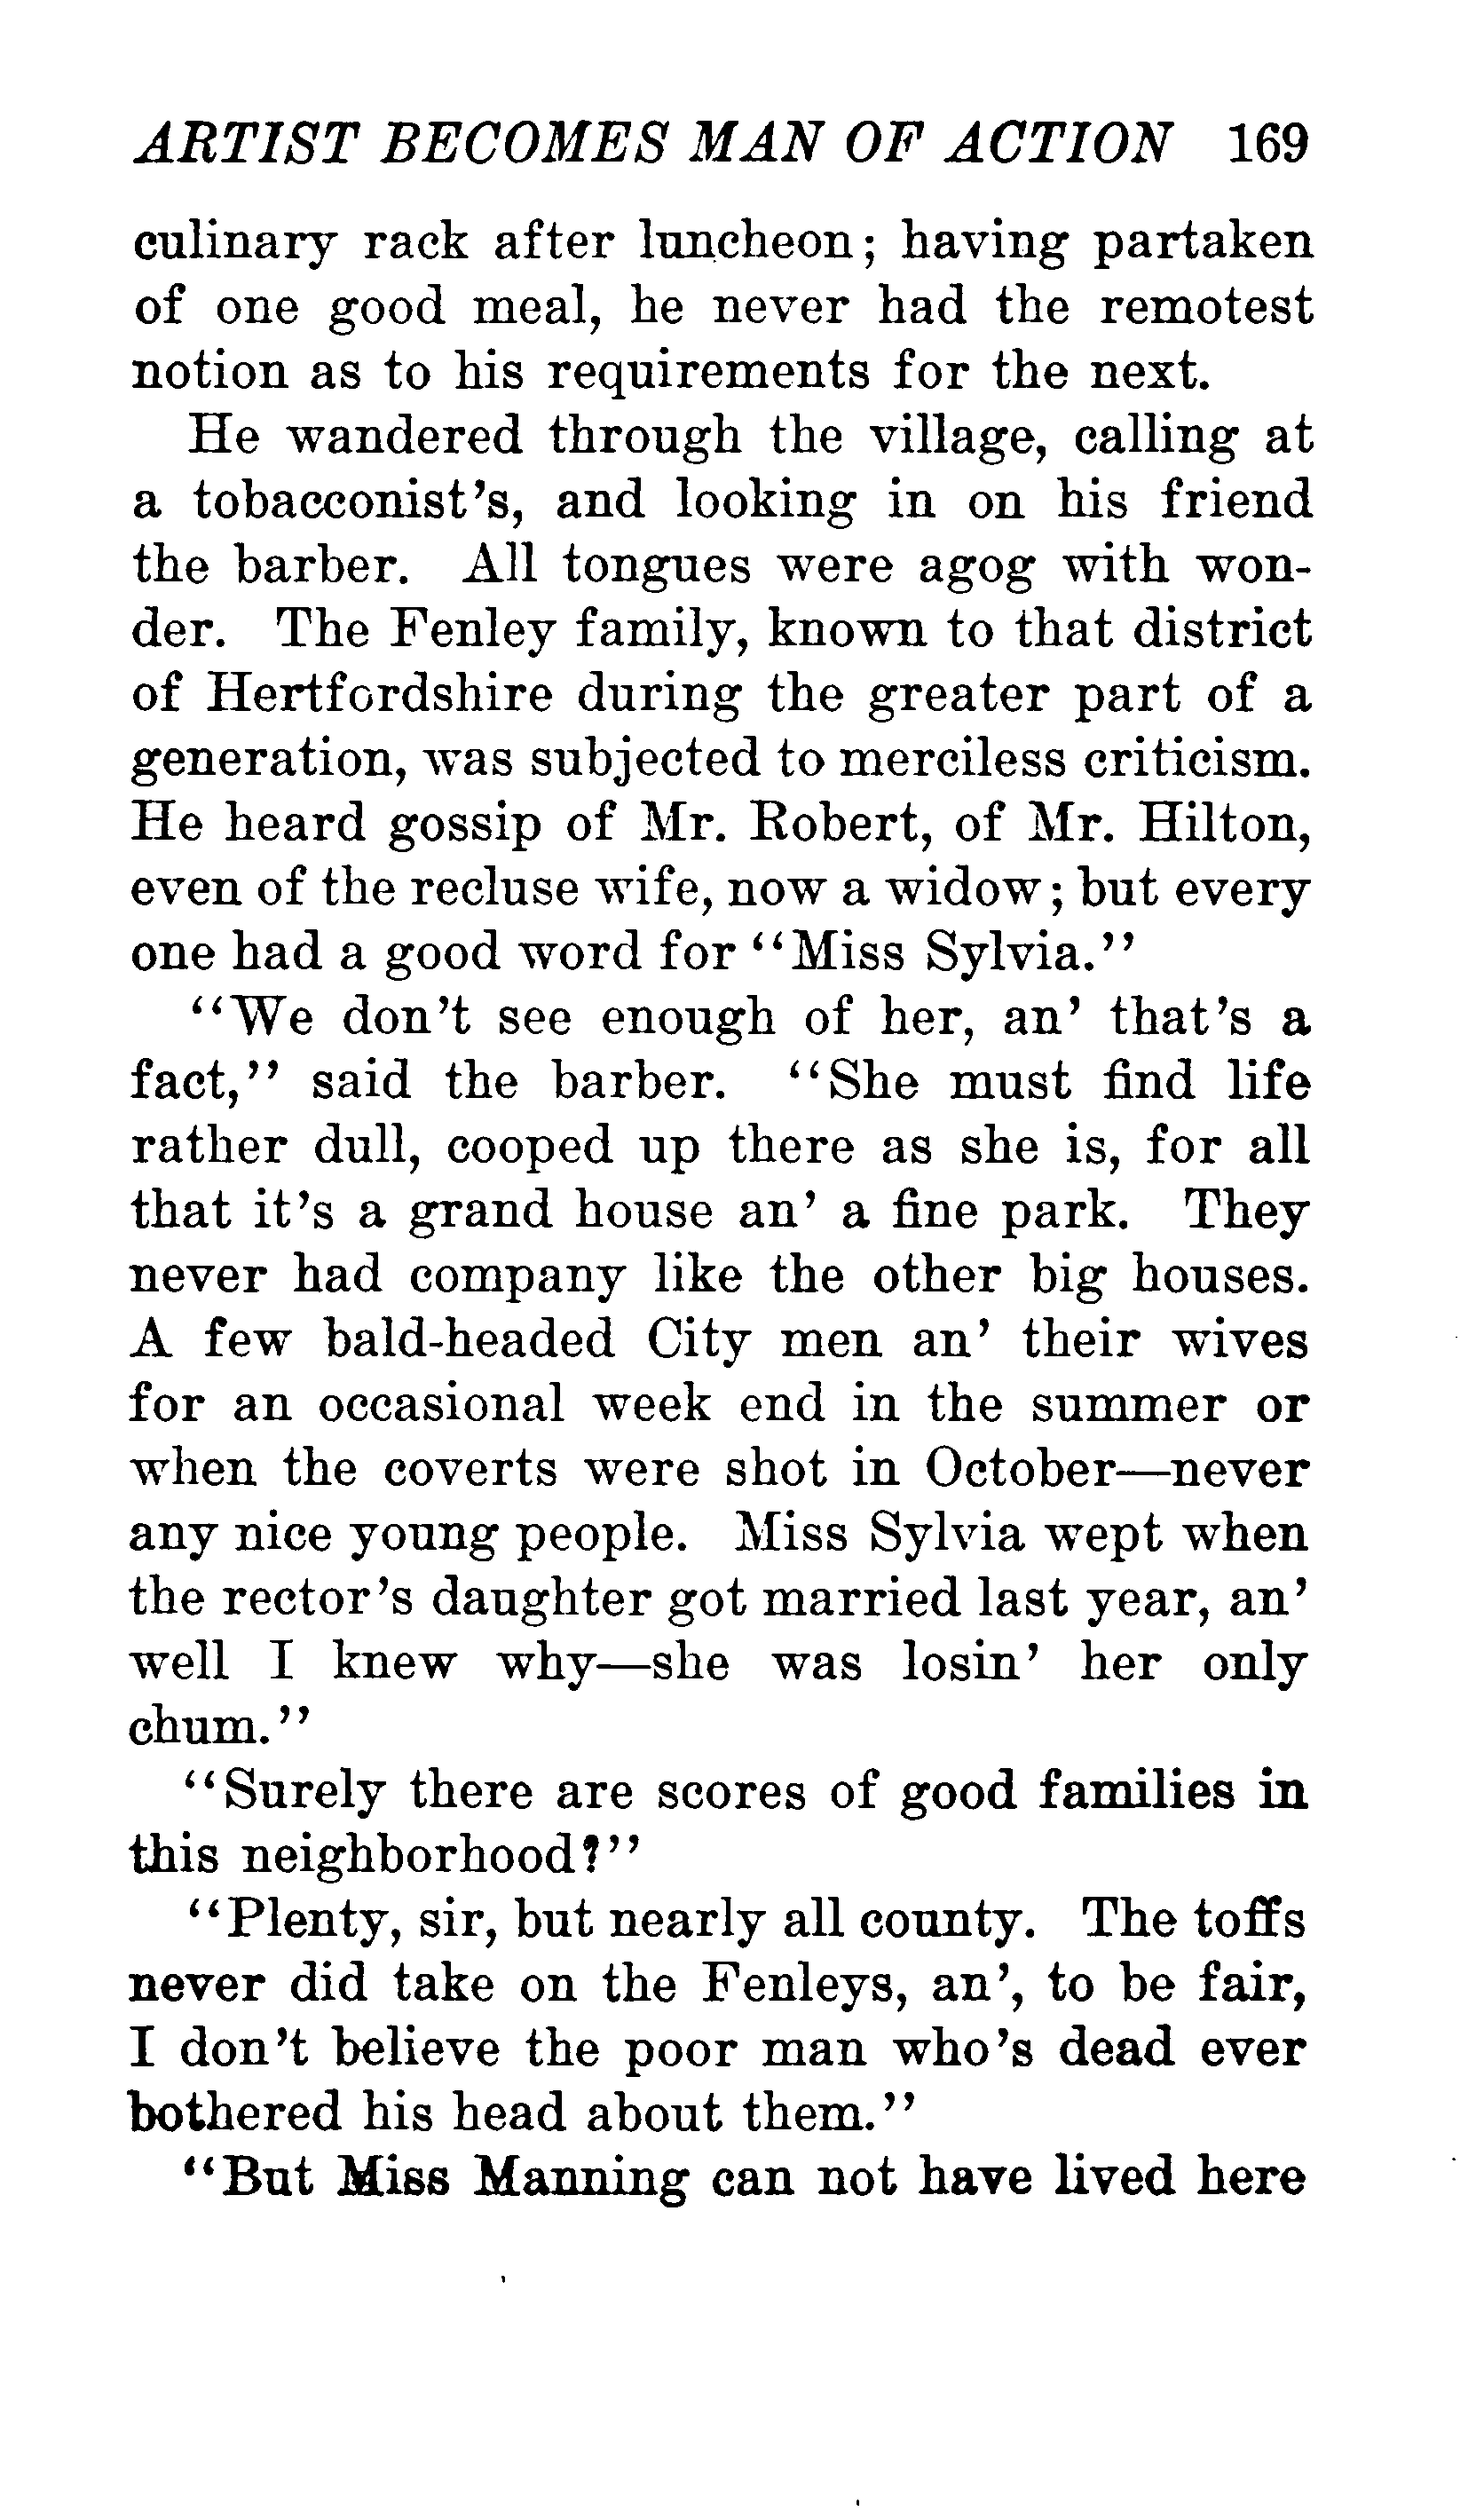 ARTIST BECOMES MAN OF ACTION 169
culinary rack after luncheon; having partaken
of one good meal, he never had the remotest
notion as to his requirements for the next.
He wandered through the village, calling at
a tobacconist's, and looking in on his friend
the barber. All tongues were agog with won-
der. The Fenley family, known to that district
of Hertfordshire during the greater part of a
generation, was subjected to merciless criticism.
He heard gossip of Mr. Robert, of Mr. Hilton,
even of the recluse wife, now a widow; but every
one had a good word for "Miss Sylvia."
"We don't see enough of her, an' that's a
fact," said the barber. "She must find life
rather dull, cooped up there as she is, for all
that it's a grand house an' a fine park. They
never had company like the other big houses.
A few bald-headed City men an' their wives
for an occasional week end in the summer or
when the coverts were shot in October—never
any nice young people. Miss Sylvia wept when
the rector's daughter got married last year, an'
well I knew why—she was losin' her only
chum."
"Surely there are scores of good families in
this neighborhood?"
"Plenty, sir, but nearly all county. The toffs
never did take on the Fenleys, an', to be fair,
I don't believe the poor man who's dead ever
bothered his head about them."
"But Miss Manning can not have lived here